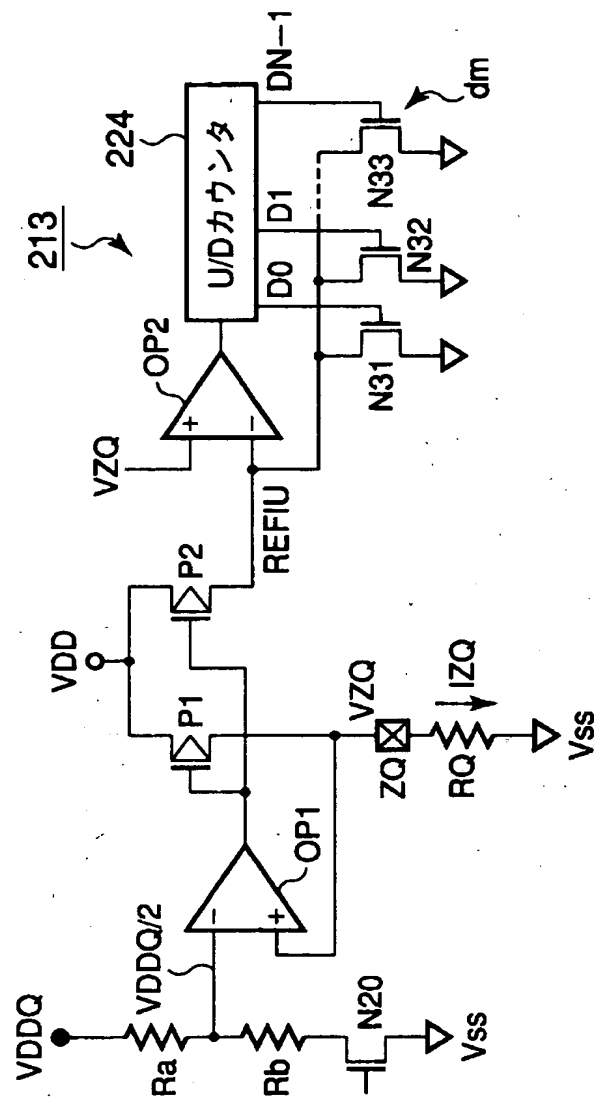 213
224
U/Dカウンタ
D0
D1
DN-1
OP2
VZQ
REFIU
N31
N32
N33
dm
VDD
P1
P2
VZQ
ZQ
RQ
IZQ
Vss
OP1
VDDQ/2
VDDQ
Ra
Rb
N20
Vss
+
-
-
+